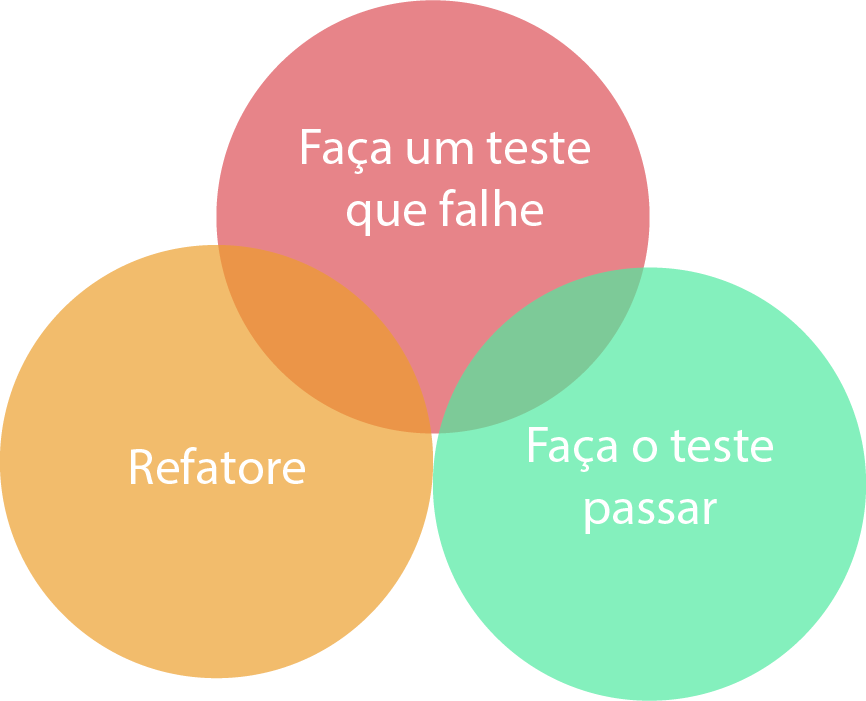 Faça um teste
que falhe
Refatore
Faça o teste
passar